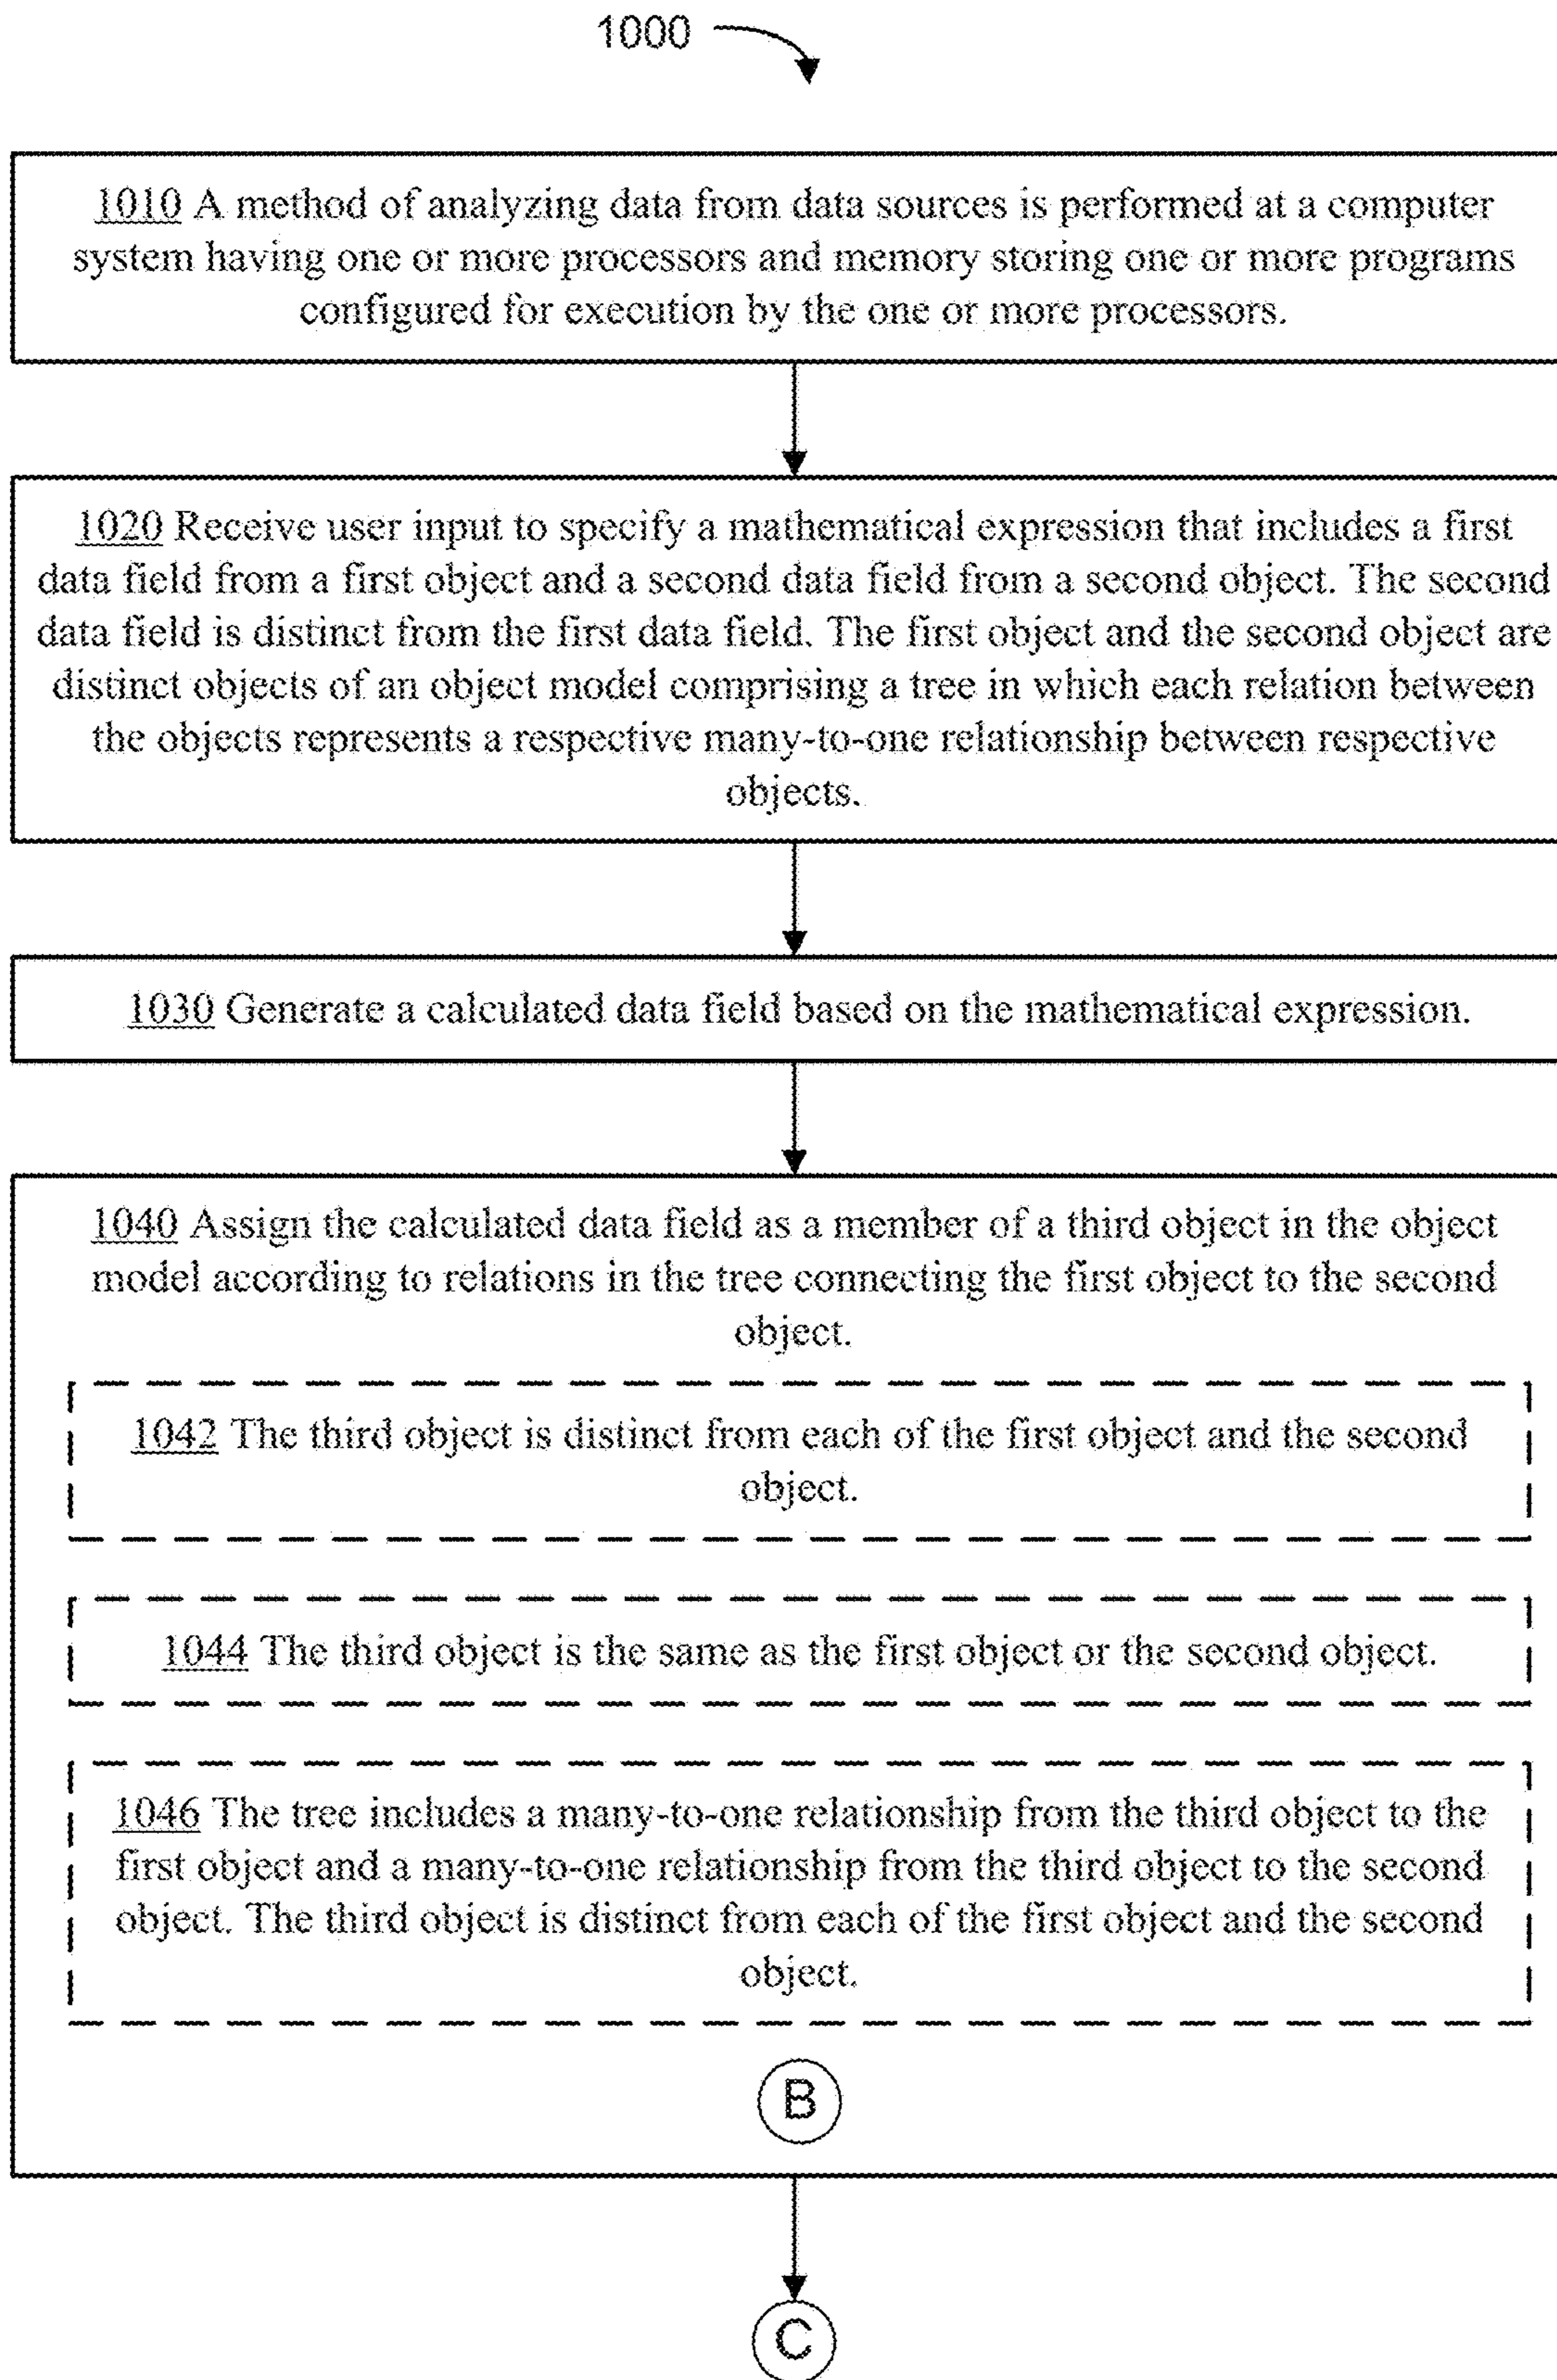 1000
1010 A method of analyzing data from data sources is performed at a computer
system having one or more processors and memory storing one or more programs
configured for execution by the one or more processors.
1020 Receive user input to specify a mathematical expression that includes a first
data field from a first object and a second data field from a second object. The second
data field is distinct from the first data field. The first object and the second object are
distinct objects of an object model comprising a tree in which each relation between
the objects represents a respective many-to-one relationship between respective
objects.
1030 Generate a calculated data field based on the mathematical expression.
1040 Assign the calculated data field as a member of a third object in the object
model according to relations in the tree connecting the first object to the second
object.
1042 The third object is distinct from each of the first object and the second
object.
1044 The third object is the same as the first object or the second object.
1046 The tree includes a many-to-one relationship from the third object to the
first object and a many-to-one relationship from the third object to the second
object. The third object is distinct from each of the first object and the second
object.
B
C